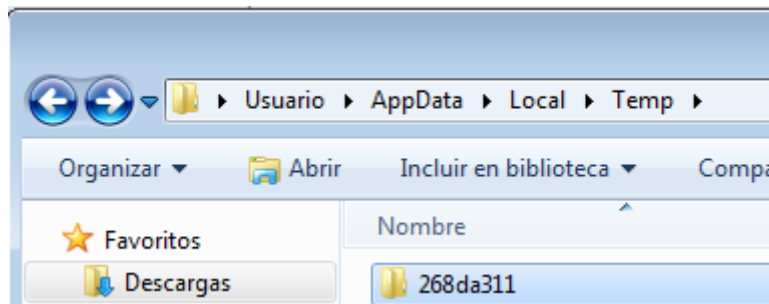 Usuario AppData Local Temp
Organizar Abrir Incluir en biblioteca
Favoritos
Nombre
Descargas
268da311